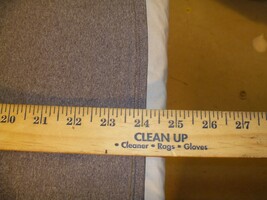 20 21 22 23 24 25 26 27
CLEAN UP
• Cleaner • Rags • Gloves